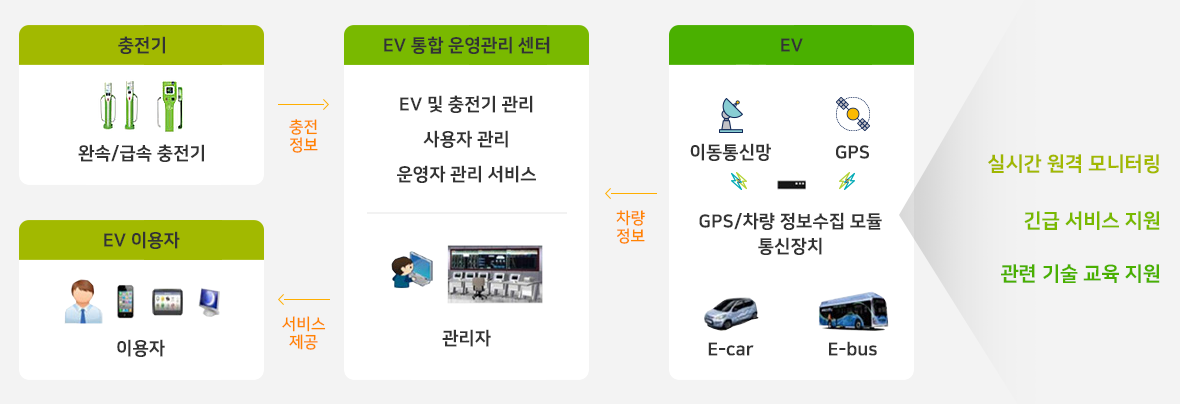 충전기
완속/급속 충전기
EV 이용자
이용자
충전
정보
서비스
제공
EV 통합 운영관리 센터
EV 및 충전기 관리
사용자 관리
운영자 관리 서비스
관리자
차량
정보
EV
이동통신망
GPS
GPS/차량 정보수집 모듈
통신장치
E-car
E-bus
실시간 원격 모니터링
긴급 서비스 지원
관련 기술 교육 지원